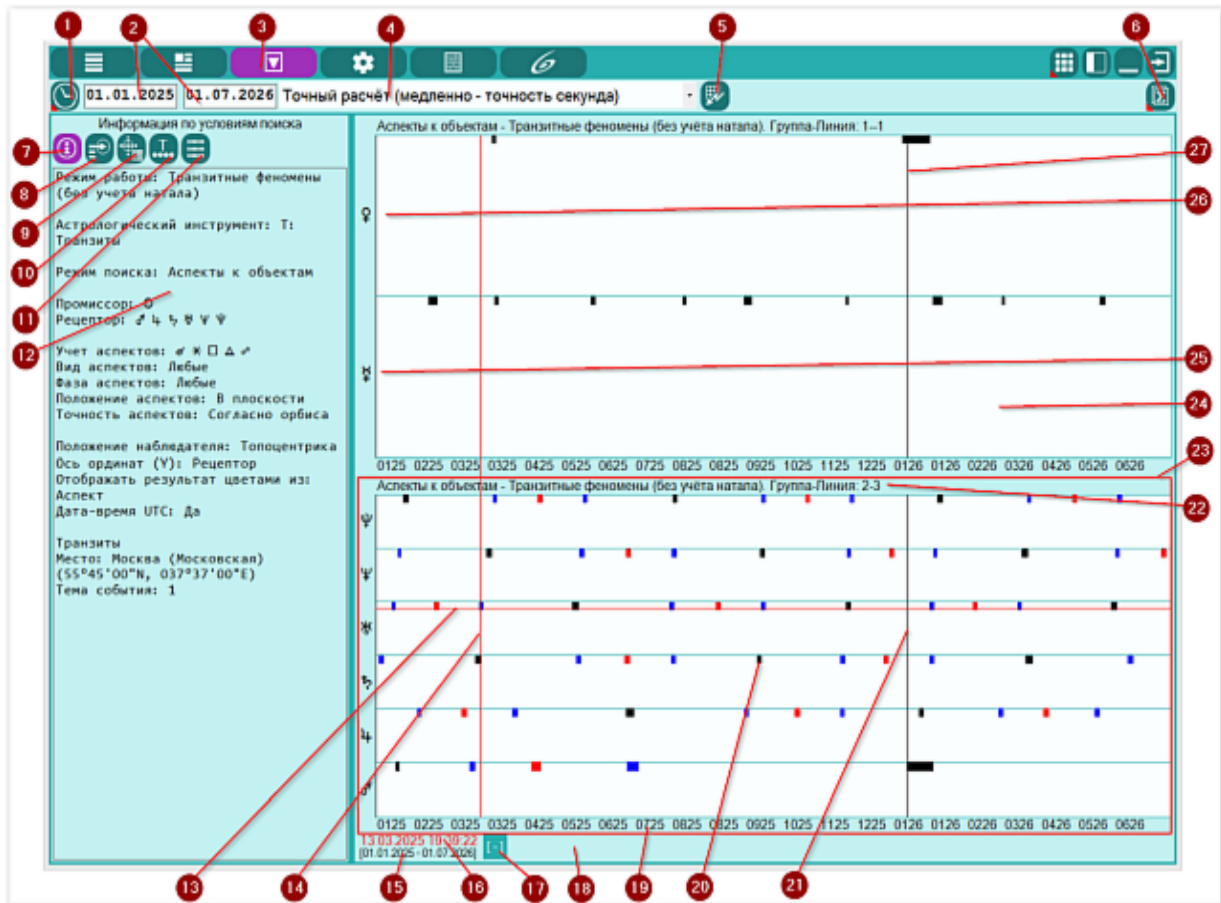 1
2
3
4
5
6
01.01.2025 01.07.2026 Точный расчёт (медленно - точность секунда)
Информация по условиям поиска
7
8
9
10
11
12
Режим работы: Транзитные феномены
(без учета натала)
Астрологический инструмент: T:
Транзиты
Режим поиска: Аспекты к объектам
Промиссор: ☉
Рецептор: ♂ ♃ ♄ ♅ ♆ ♆
Учет аспектов: ☌ ⚹ □ △ ☍
Вид аспектов: Любые
Фаза аспектов: Любые
Положение аспектов: В плоскости
Точность аспектов: Согласно орбиса
Положение наблюдателя: Топоцентрика
Ось ординат (Y): Рецептор
Отображать результат цветами из:
Аспект
Дата-время UTC: Да
Транзиты
Место: Москва (Московская)
(55°45'00"N, 037°37'00"E)
Тема события: 1
Аспекты к объектам - Транзитные феномены (без учёта натала). Группа-Линия: 1--1
27
♀
26
☿
25
24
0125 0225 0325 0325 0425 0525 0625 0725 0825 0925 1025 1125 1225 0126 0126 0226 0426 0526 0626
23
Аспекты к объектам - Транзитные феномены (без учёта натала). Группа-Линия: 2-3
22
♆
♅
♄
♃
♂
0125 0225 0325 0325 0425 0525 0625 0725 0825 0925 1025 1125 1225 0126 0126 0226 0426 0526 0626
13.03.2025 19:39:22
[01.01.2025 - 01.07.2026]
[-]
13
14
15
16
17
18
19
20
21